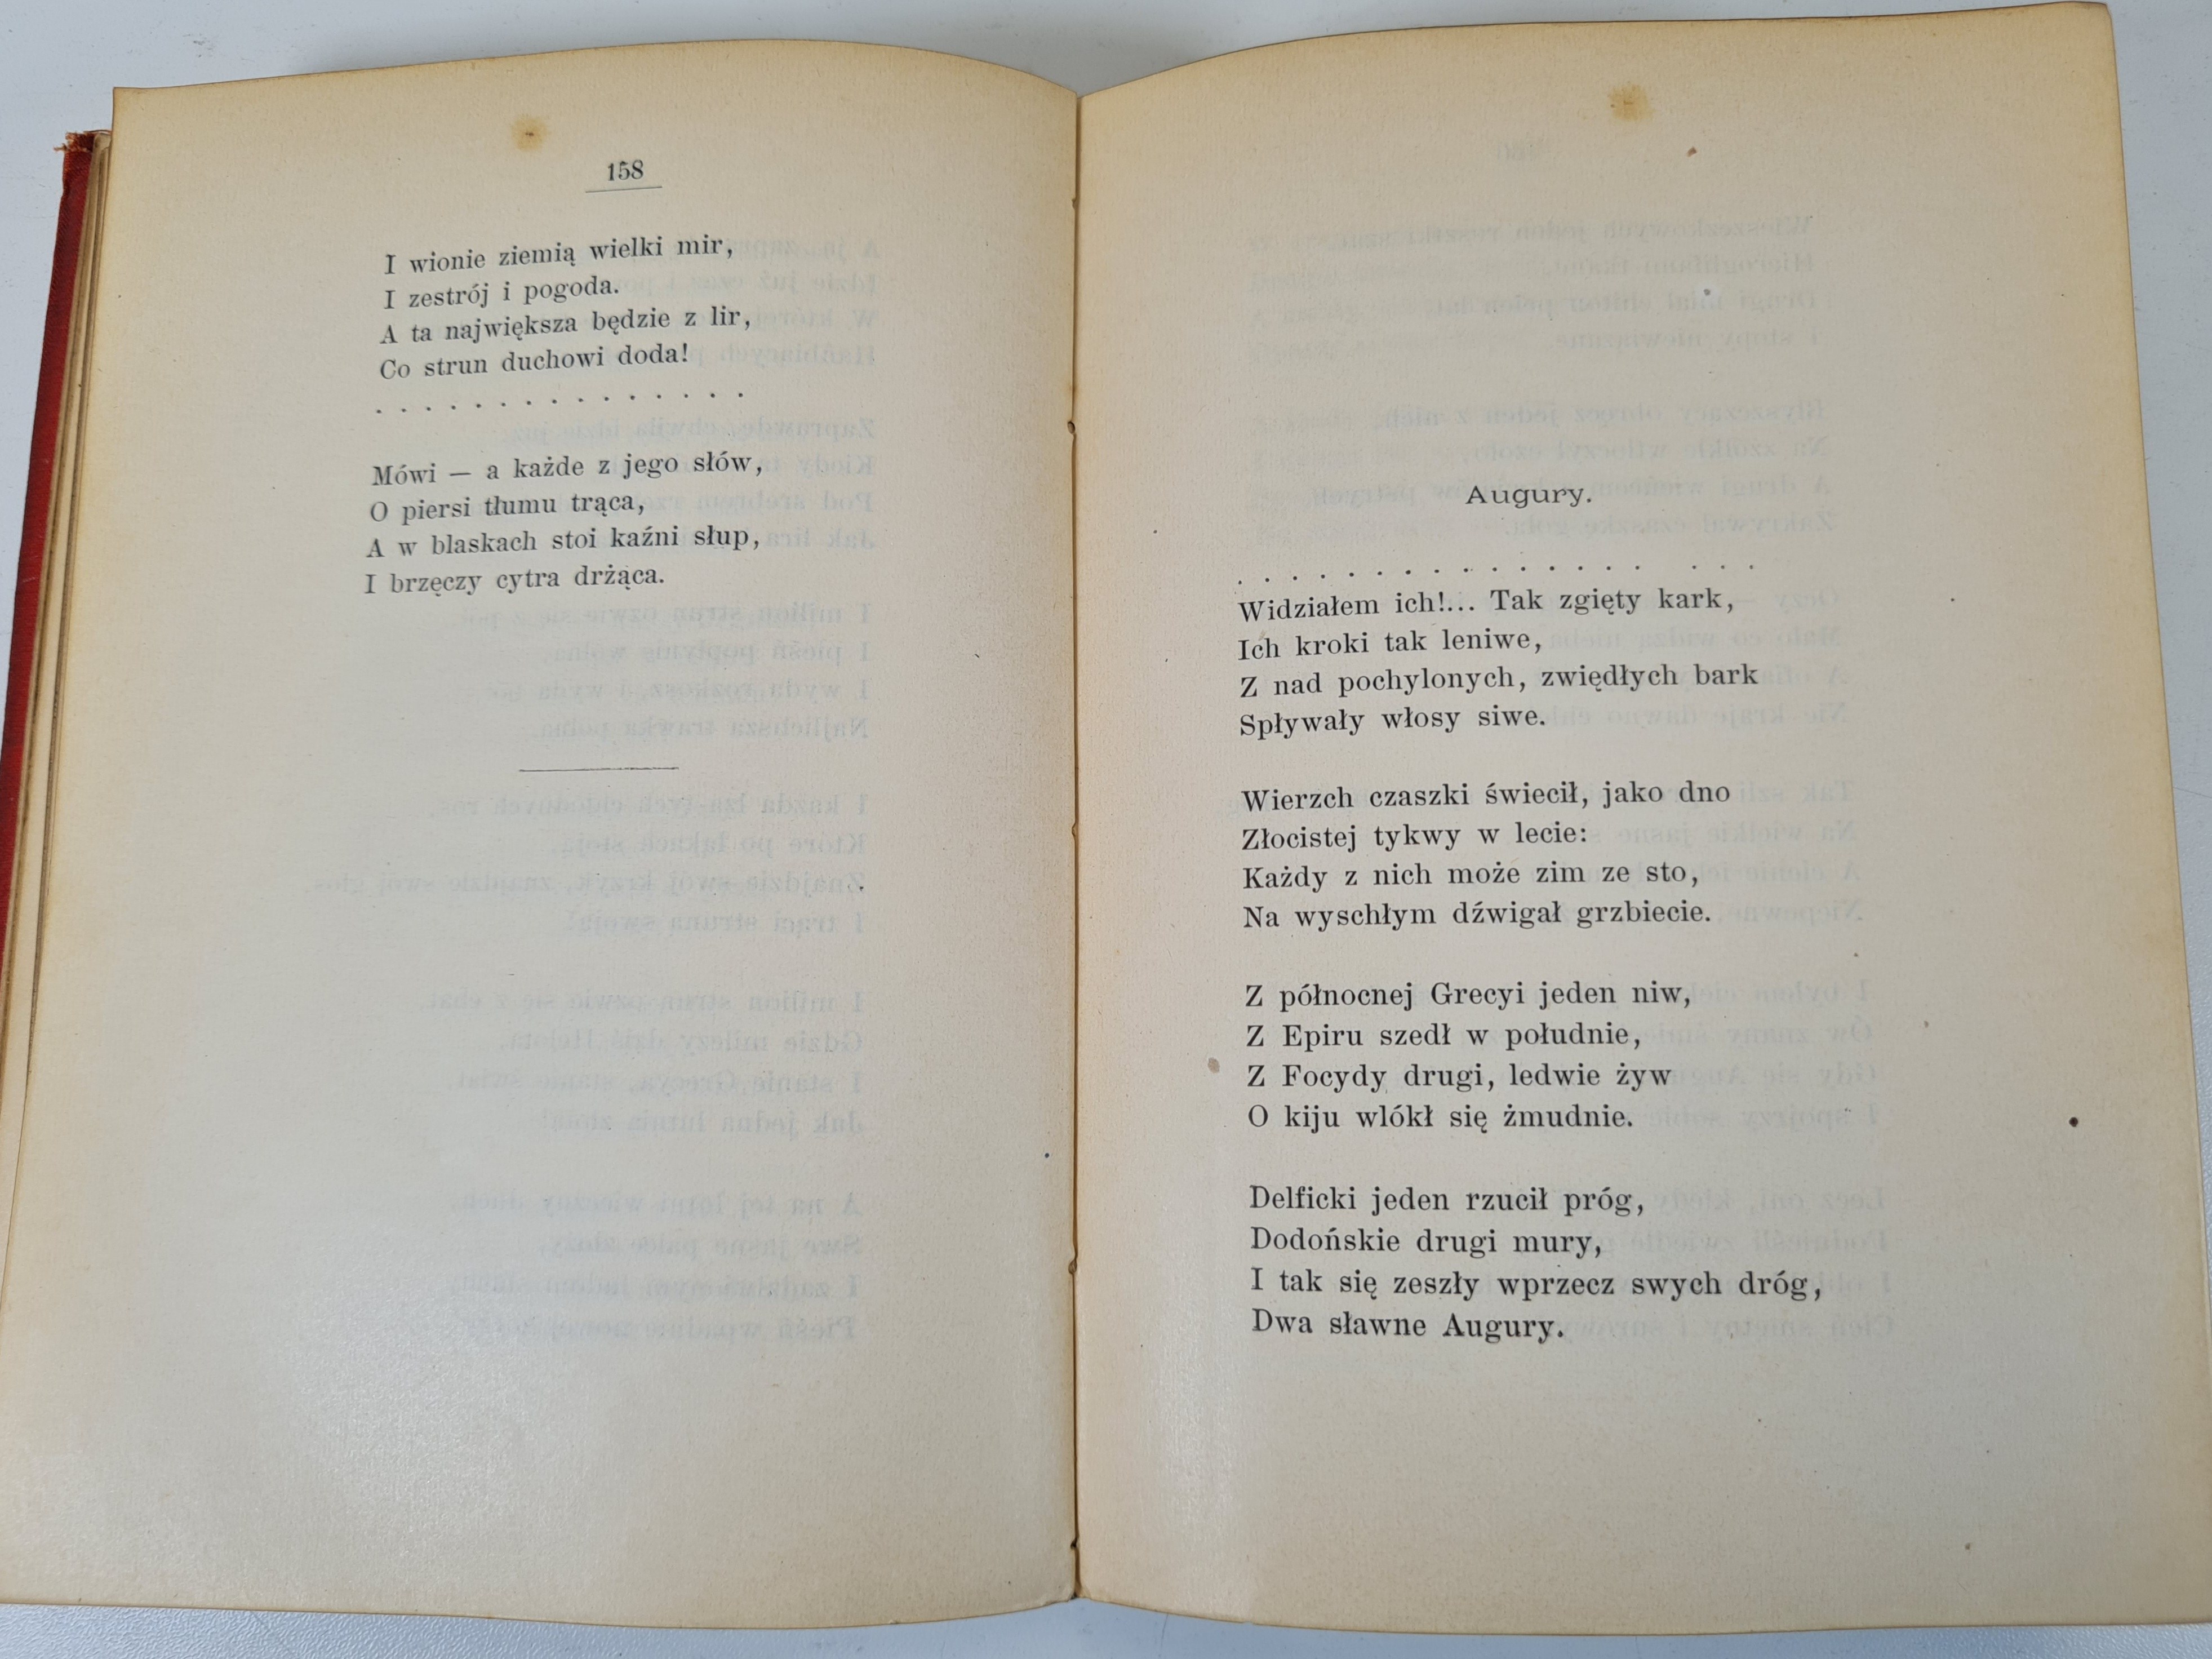 158
I wionie ziemią wielki mir,
I zestrój i pogoda.
A ta największa będzie z lir,
Co strun duchowi doda!
. . . . . . . . . . . . . . . .
Mówi — a każde z jego słów,
O piersi tłumu trąca,
A w blaskach stoi kaźni słup,
I brzęczy cytra drżąca.
Augury.
. . . . . . . . . . . . . . . . . .
Widziałem ich!... Tak zgięty kark,
Ich kroki tak leniwe,
Z nad pochylonych, zwiędłych bark
Spływały włosy siwe.
Wierzch czaszki świecił, jako dno
Złocistej tykwy w lecie:
Każdy z nich może zim ze sto,
Na wyschłym dźwigał grzbiecie.
Z północnej Grecyi jeden niw,
Z Epiru szedł w południe,
Z Focydy drugi, ledwie żyw
O kiju wlókł się żmudnie.
Delficki jeden rzucił próg,
Dodońskie drugi mury,
I tak się zeszły wprzecz swych dróg,
Dwa sławne Augury.